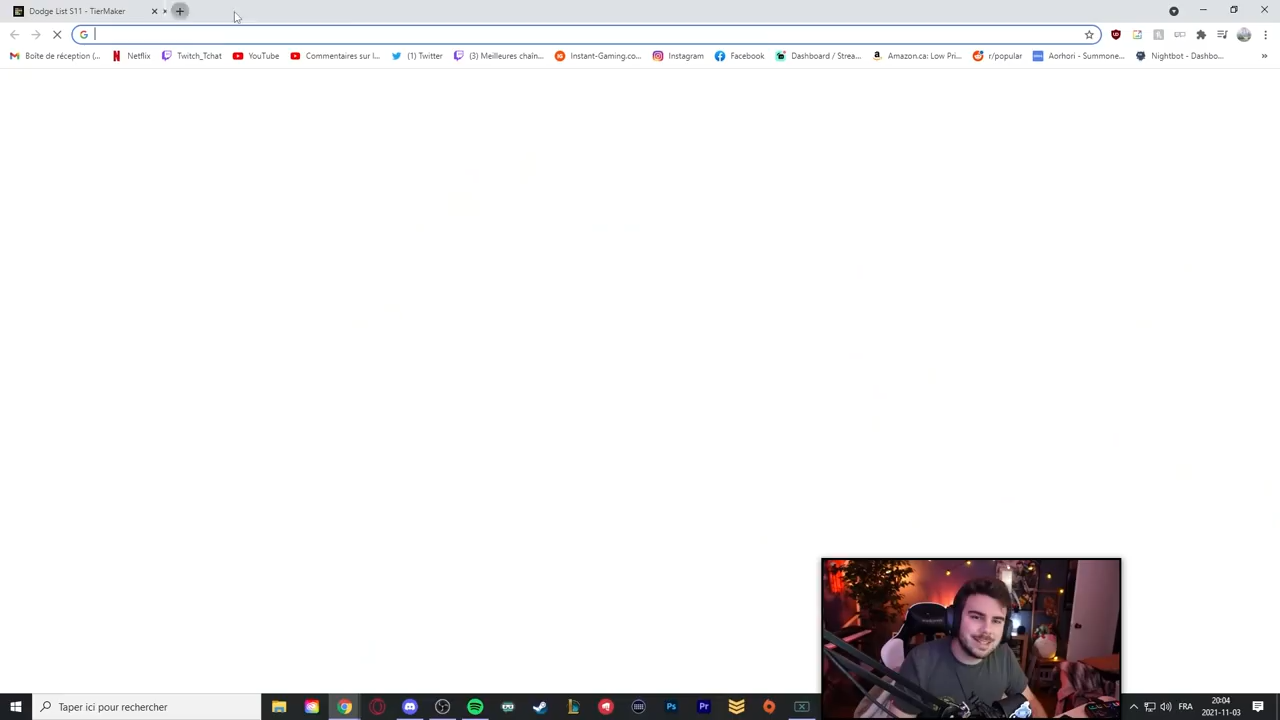 Dodge List S11 - TierMaker
Boîte de réception (... Netflix Twitch_Tchat YouTube Commentaires sur l... (1) Twitter (3) Meilleures chaîn... Instant-Gaming.co... Instagram Facebook Dashboard / Strea... Amazon.ca: Low Pri... r/popular Aorhori - Summone... Nightbot - Dashbo... »
Taper ici pour rechercher
Ps Pr
FRA
20:04
2021-11-03